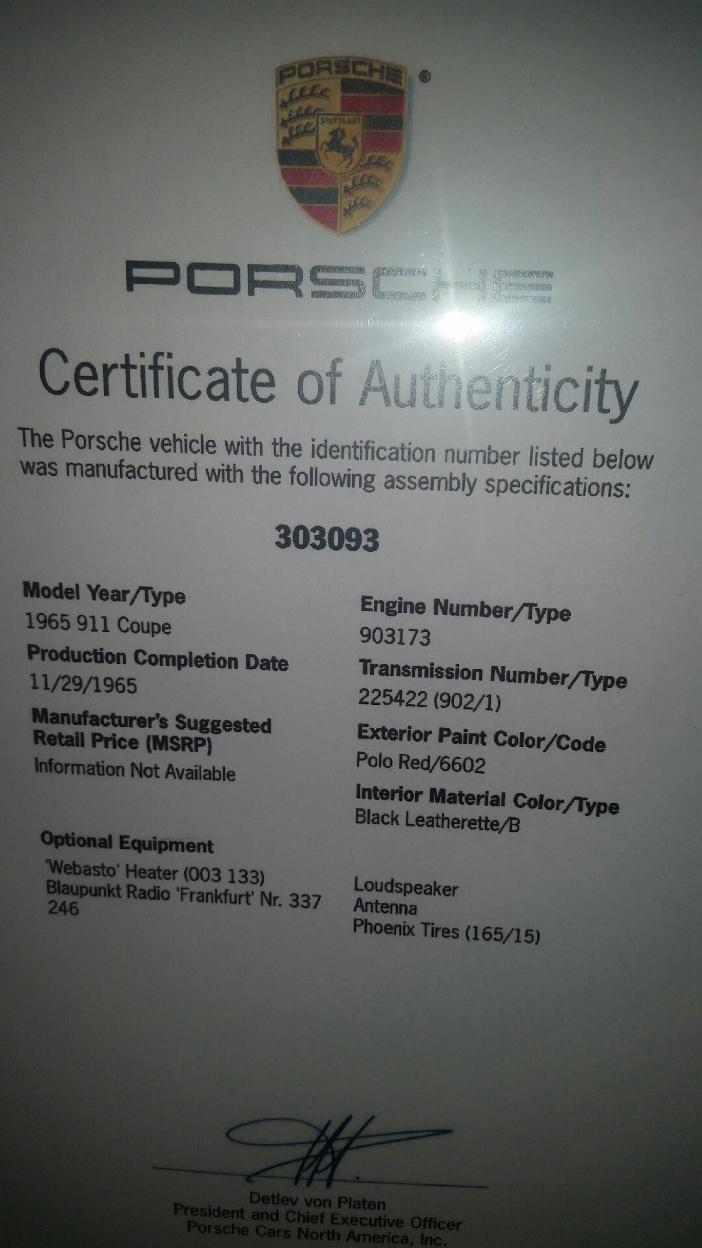 PORSCHE
®
STUTTGART
PORSCHE
Certificate of Authenticity
The Porsche vehicle with the identification number listed below
was manufactured with the following assembly specifications:
303093
Model Year/Type
1965 911 Coupe
Production Completion Date
11/29/1965
Manufacturer's Suggested
Retail Price (MSRP)
Information Not Available
Engine Number/Type
903173
Transmission Number/Type
225422 (902/1)
Exterior Paint Color/Code
Polo Red/6602
Interior Material Color/Type
Black Leatherette/B
Optional Equipment
'Webasto' Heater (003 133)
Blaupunkt Radio 'Frankfurt' Nr. 337
246
Loudspeaker
Antenna
Phoenix Tires (165/15)
Detlev von Platen
President and Chief Executive Officer
Porsche Cars North America, Inc.